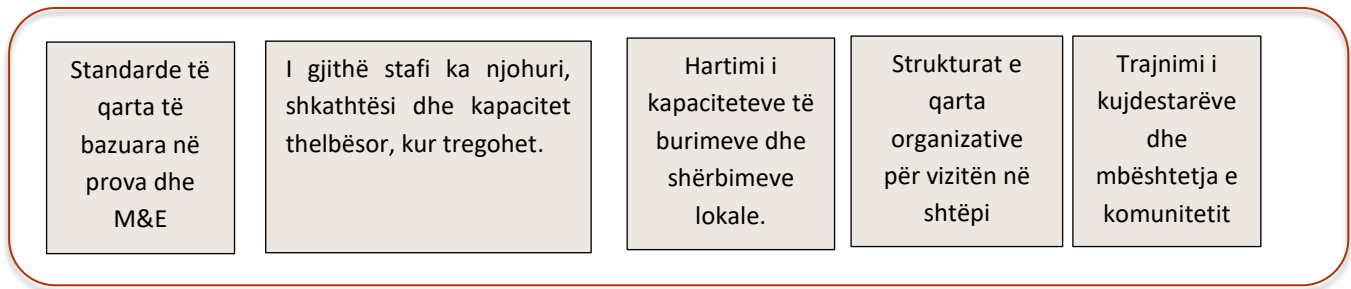 Standarde të
qarta të
bazuara në
prova dhe
M&E
I gjithë stafi ka njohuri,
shkathtësi dhe kapacitet
thelbësor, kur tregohet.
Hartimi i
kapaciteteve të
burimeve dhe
shërbimeve
lokale.
Strukturat e
qarta
organizative
për vizitën në
shtëpi
Trajnimi i
kujdestarëve
dhe
mbështetja e
komunitetit